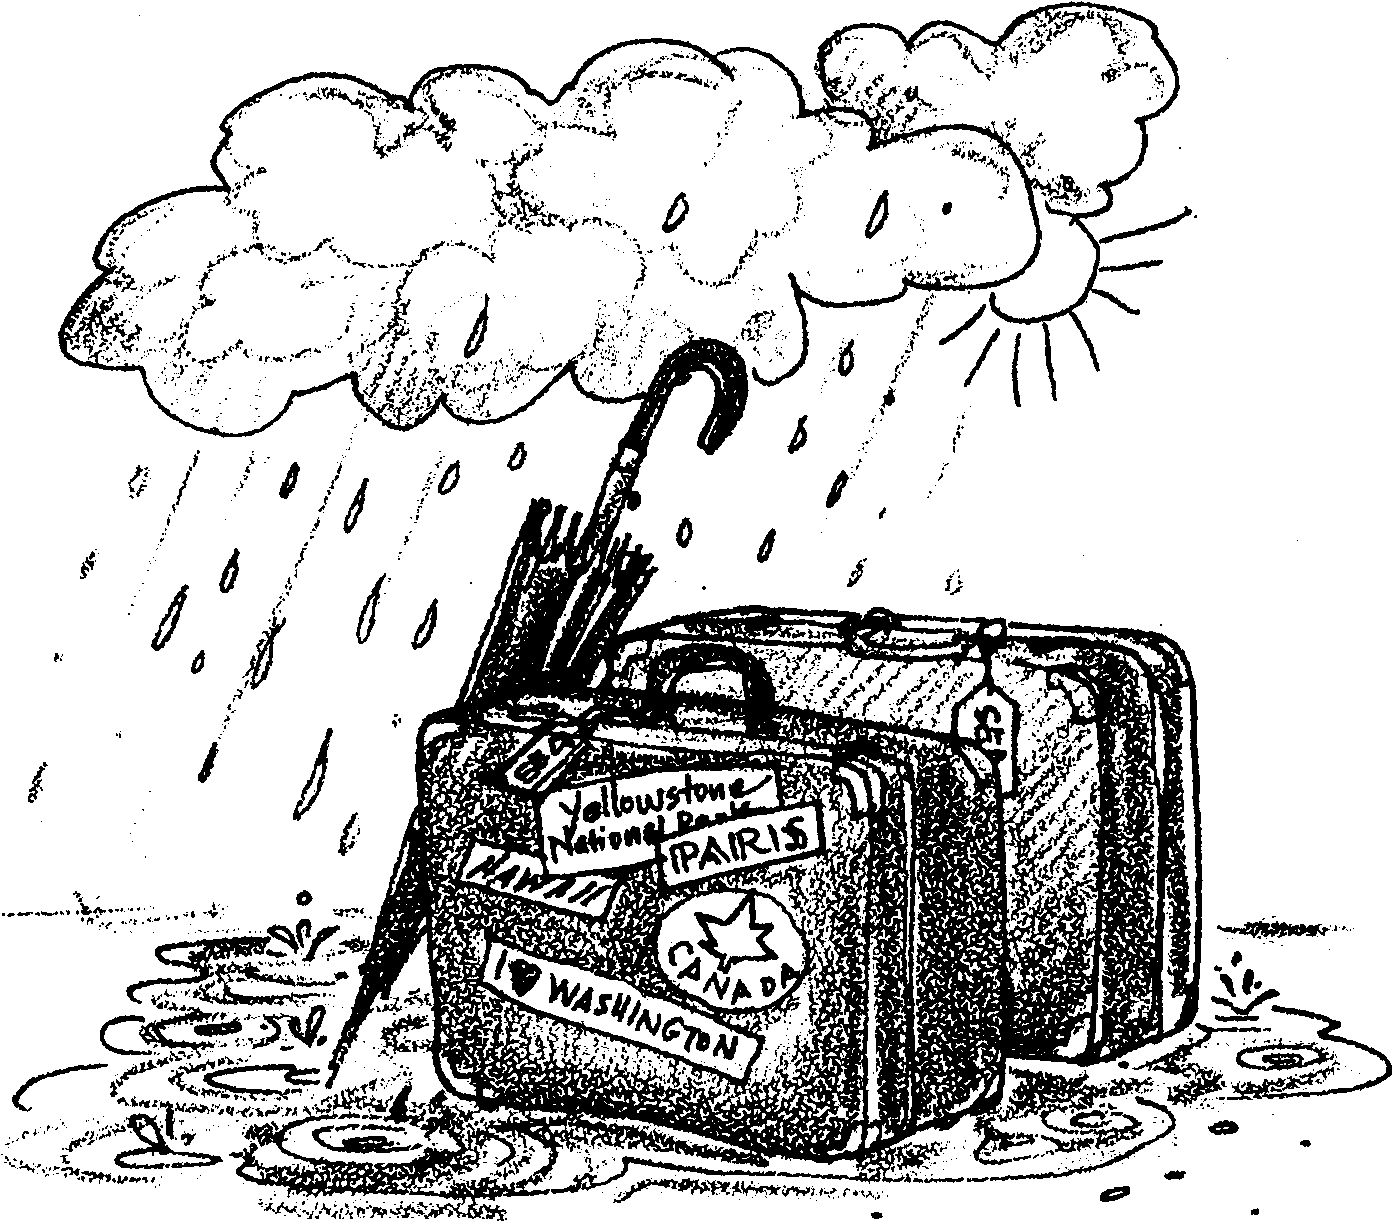 Yellowstone
National Park
PARIS
HAWAII
CANADA
I ♥ WASHINGTON